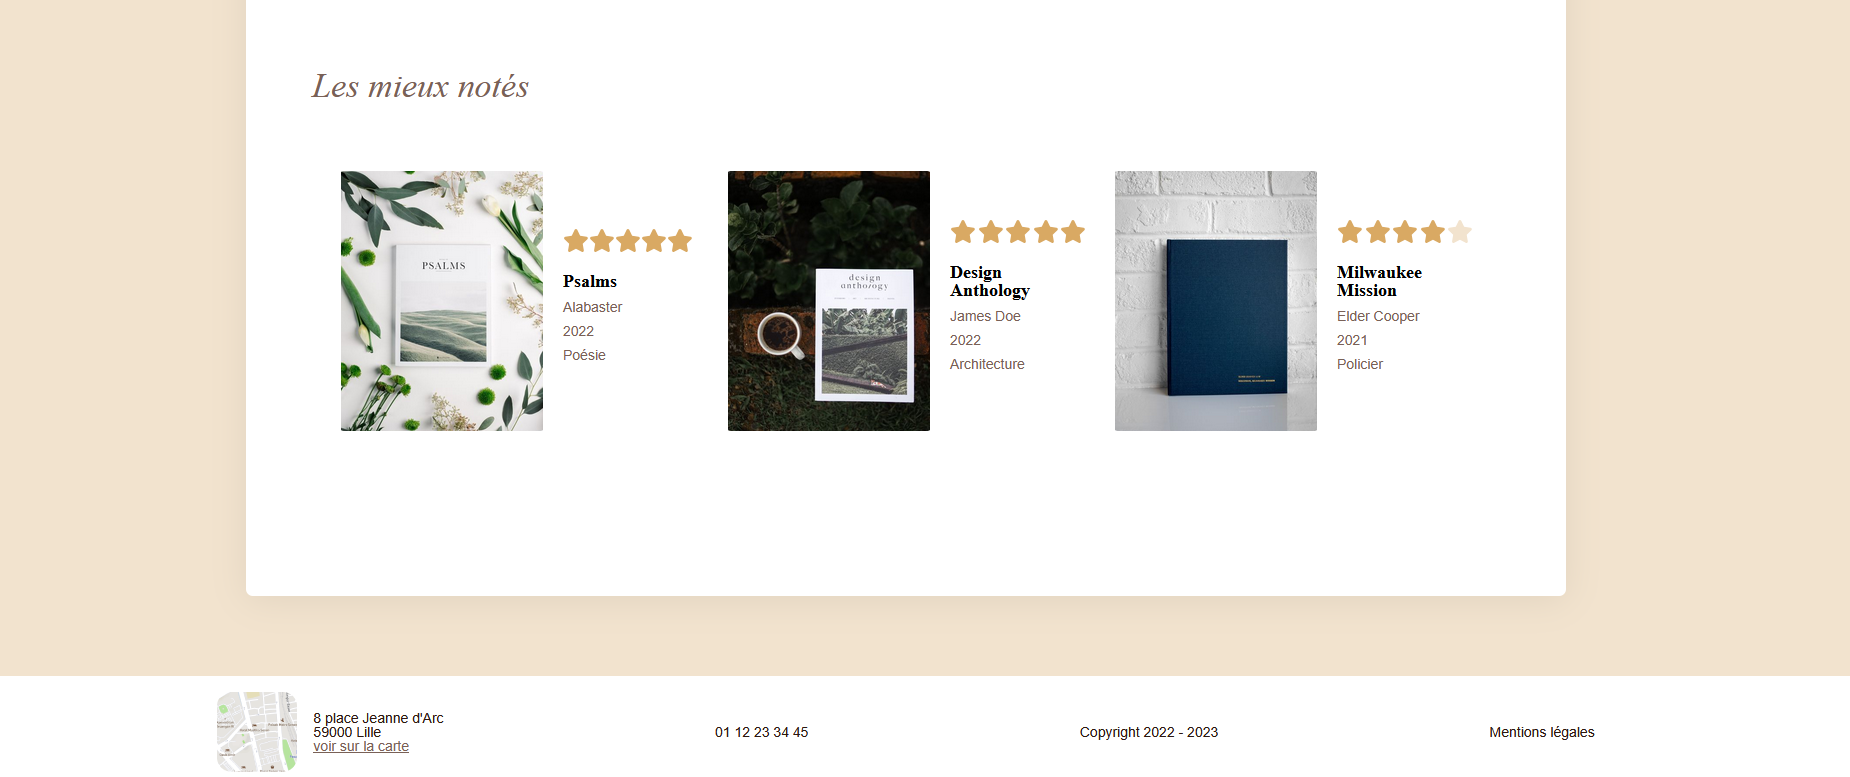 Les mieux notés
PSALMS
Psalms
Alabaster
2022
Poésie
design
anthology
Design
Anthology
James Doe
2022
Architecture
Milwaukee
Mission
Elder Cooper
2021
Policier
8 place Jeanne d'Arc
59000 Lille
voir sur la carte
01 12 23 34 45
Copyright 2022 - 2023
Mentions légales